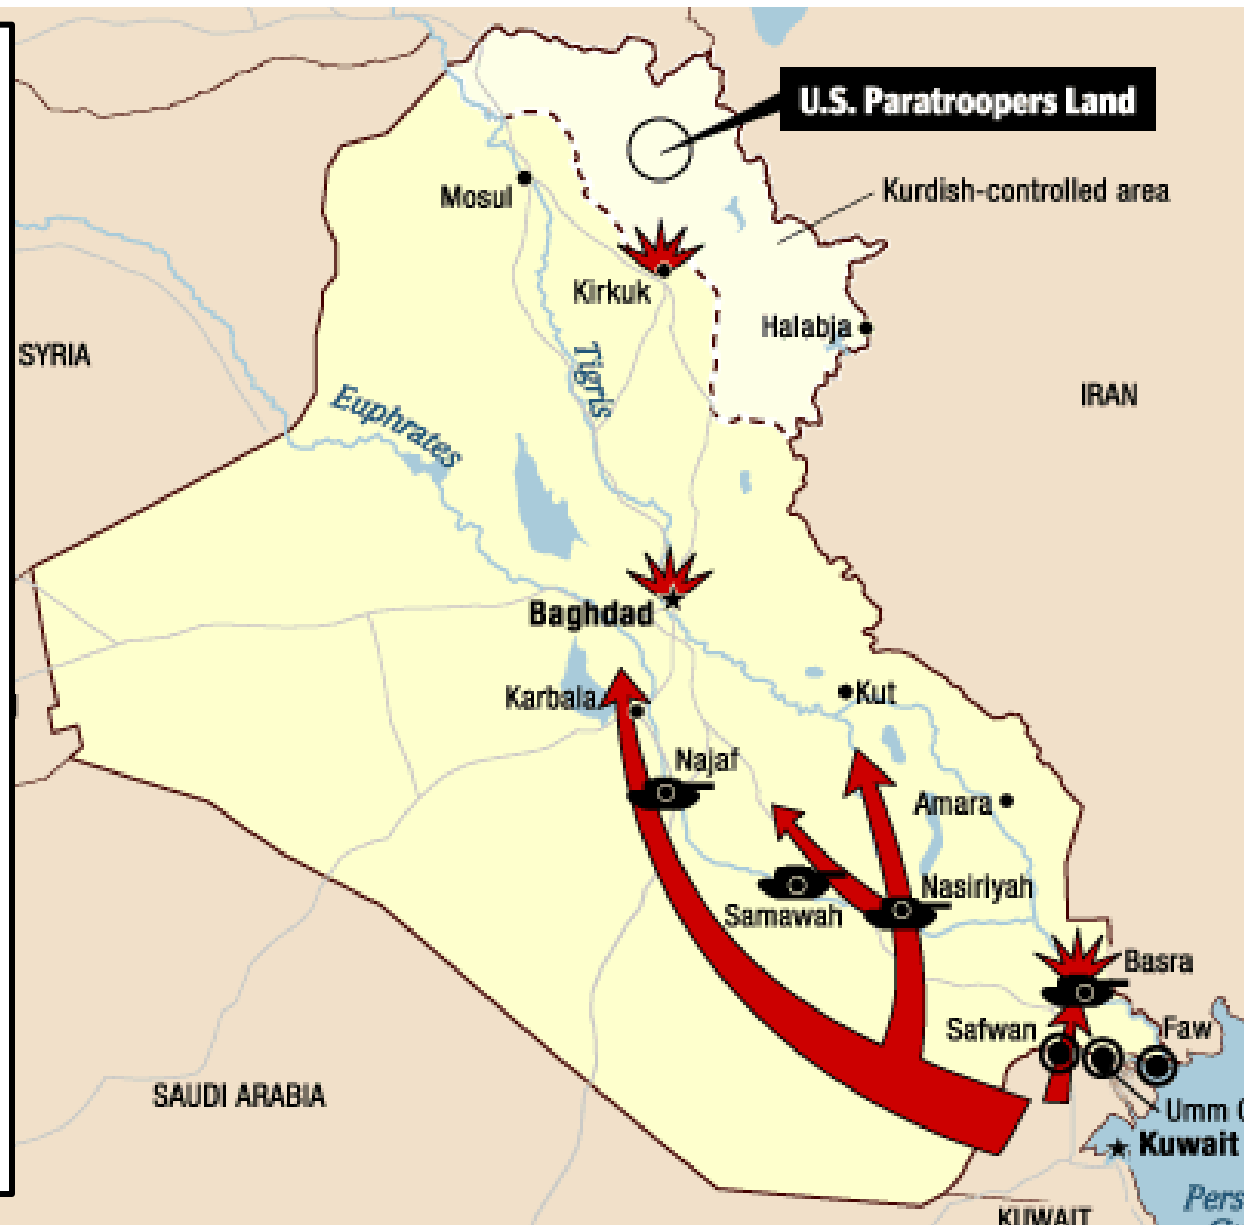 U.S. Paratroopers Land
Kurdish-controlled area
Mosul
Kirkuk
Halabja
SYRIA
Tigris
IRAN
Euphrates
Baghdad
Karbala
Kut
Najaf
Amara
Nasiriyah
Samawah
Basra
Safwan
Faw
SAUDI ARABIA
Umm
Kuwait
KUWAIT